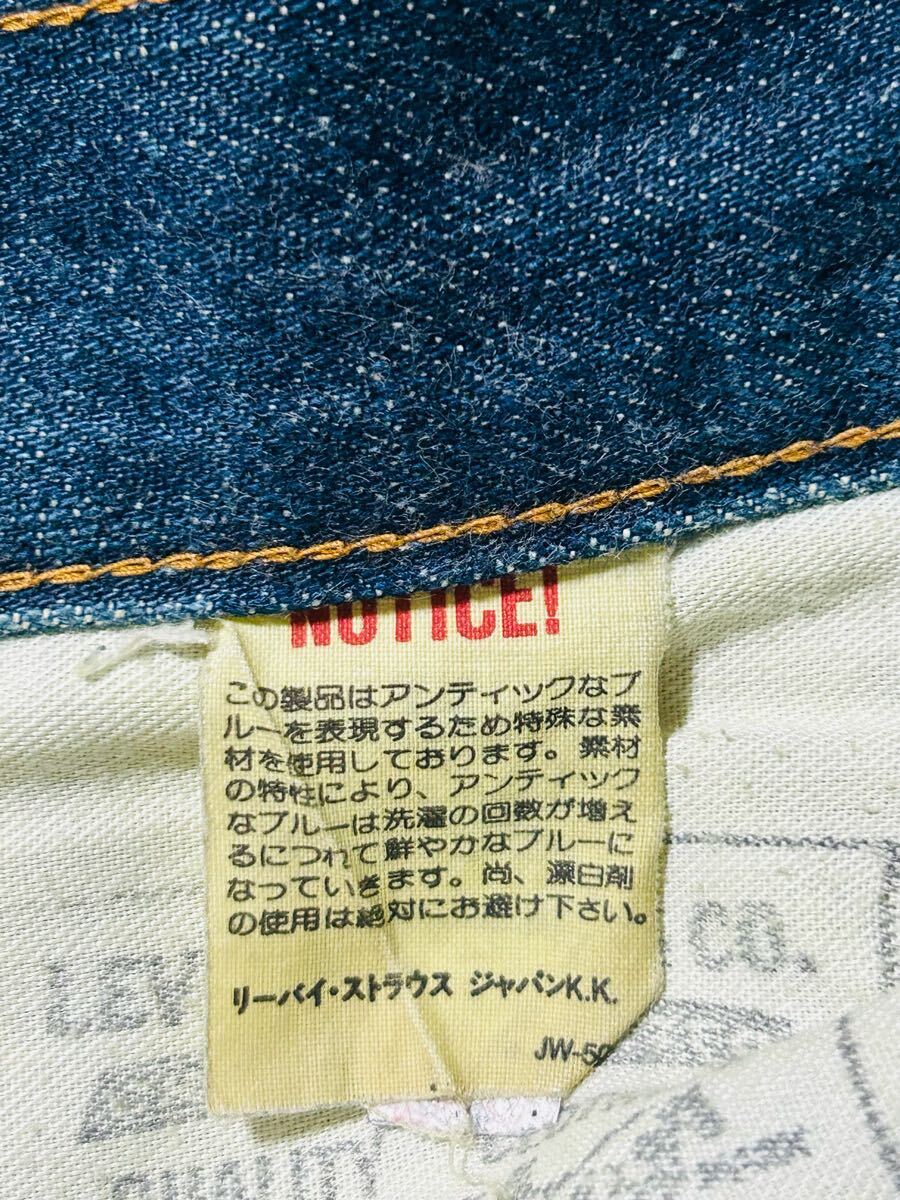 NOTICE!
この製品はアンティックなブ
ルーを表現するため特殊な素
材を使用しております。素材
の特性により、アンティック
なブルーは洗濯の回数が増え
るにつれて鮮やかなブルーに
なっていきます。尚、漂白剤
の使用は絶対にお避け下さい。
リーバイ・ストラウス ジャパンK.K.
JW-50
LEV
CO.
QUALITY